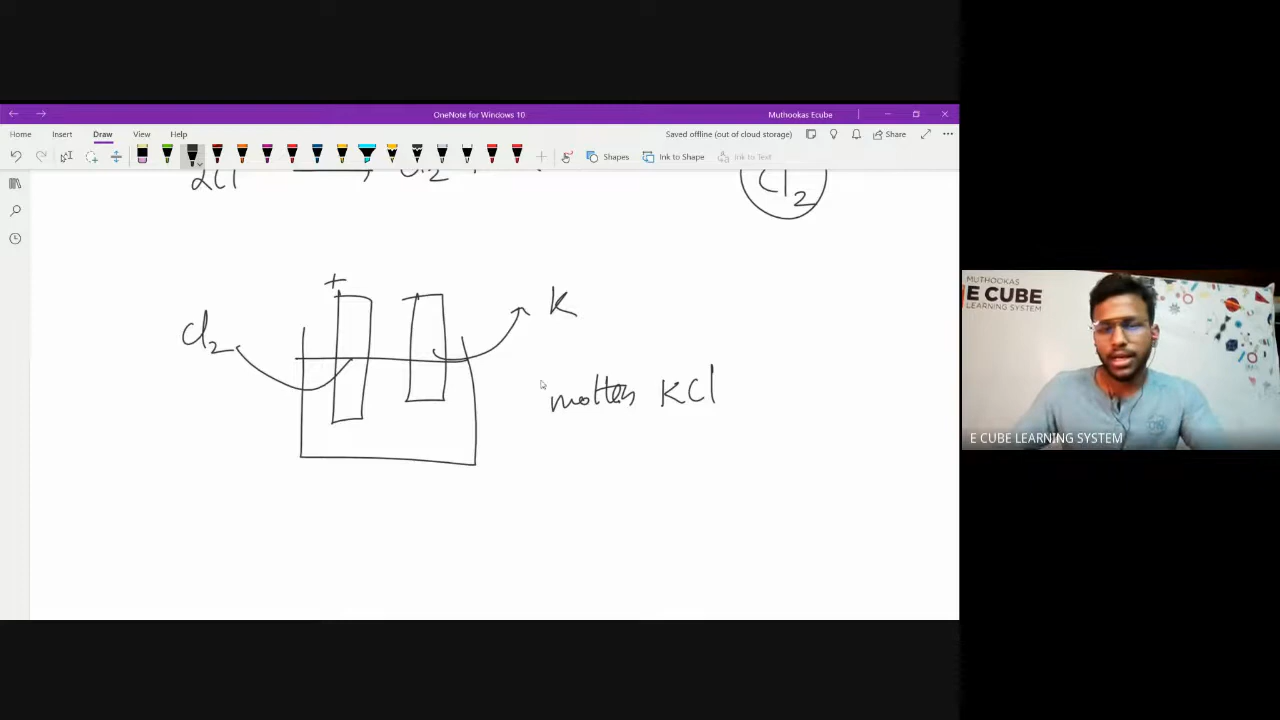 OneNote for Windows 10
Muthookas Ecube
Home Insert Draw View Help
Saved offline (out of cloud storage)
Share
Shapes
Ink to Shape
Ink to Text
2Cl
Cl2
+
Cl2
K
molten KCl
MUTHOOKAS
E CUBE
LEARNING SYSTEM
E CUBE LEARNING SYSTEM